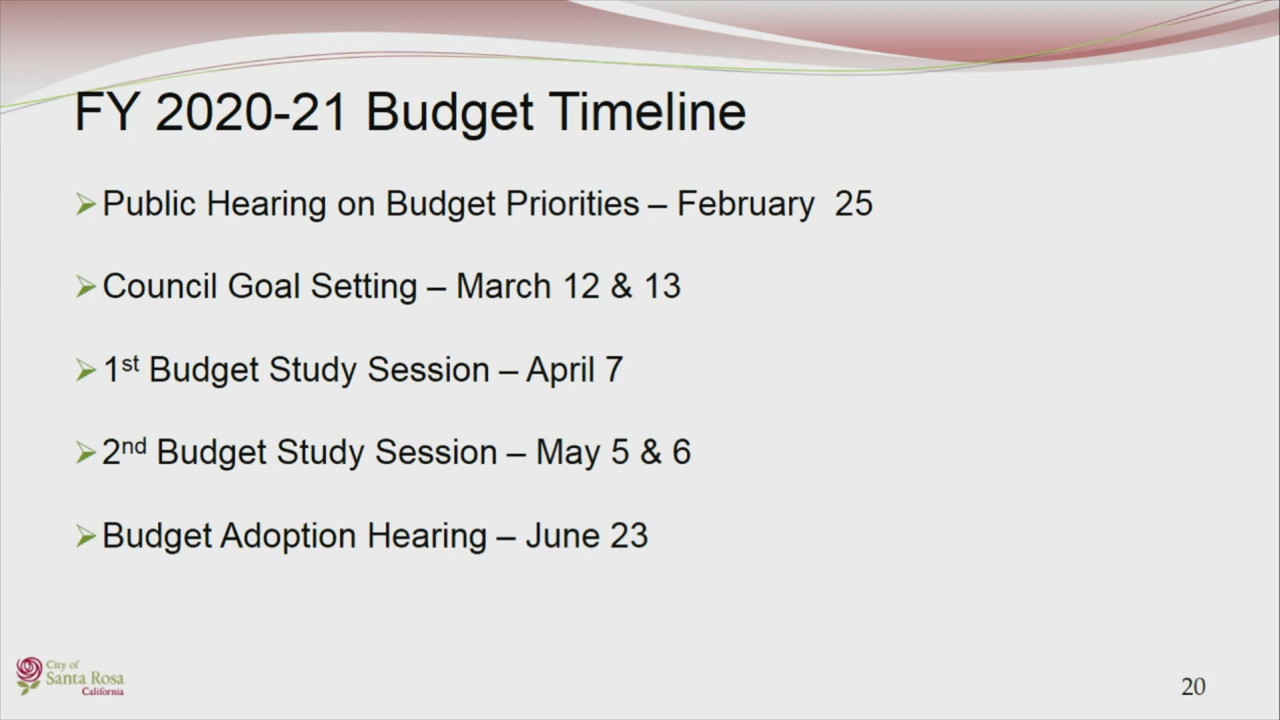 FY 2020-21 Budget Timeline
Public Hearing on Budget Priorities – February  25
Council Goal Setting – March 12 & 13
1st Budget Study Session – April 7
2nd Budget Study Session – May 5 & 6
Budget Adoption Hearing – June 23
City of
Santa Rosa
California
20